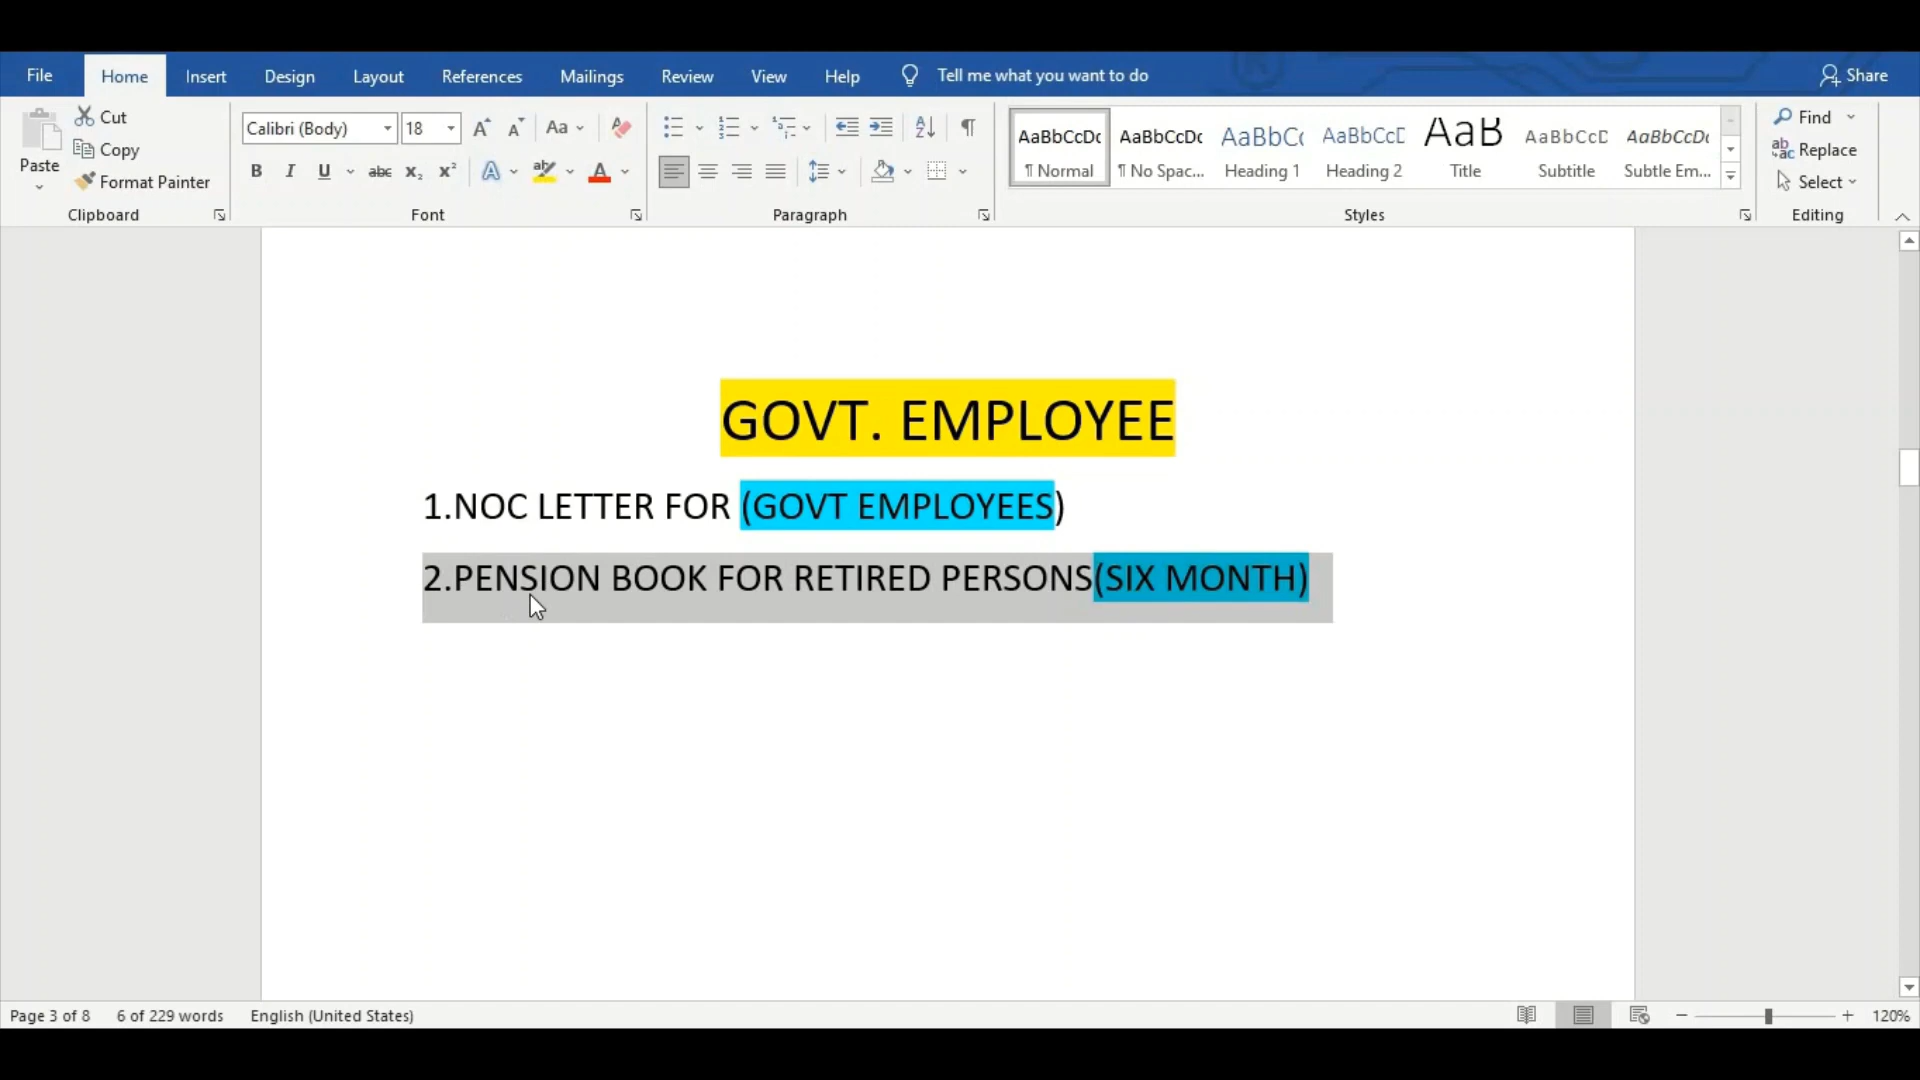 File Home Insert Design Layout References Mailings Review View Help Tell me what you want to do Share
Paste Cut Copy Format Painter
Calibri (Body) 18 Aa
B I U abc x₂ x² A A
AaBbCcDc AaBbCcDc AaBbC AaBbCcD AaB AaBbCcD AaBbCcDc
¶ Normal ¶ No Spac... Heading 1 Heading 2 Title Subtitle Subtle Em...
Find Replace Select
Clipboard Font Paragraph Styles Editing
GOVT. EMPLOYEE
1.NOC LETTER FOR (GOVT EMPLOYEES)
2.PENSION BOOK FOR RETIRED PERSONS(SIX MONTH)
Page 3 of 8 6 of 229 words English (United States) 120%